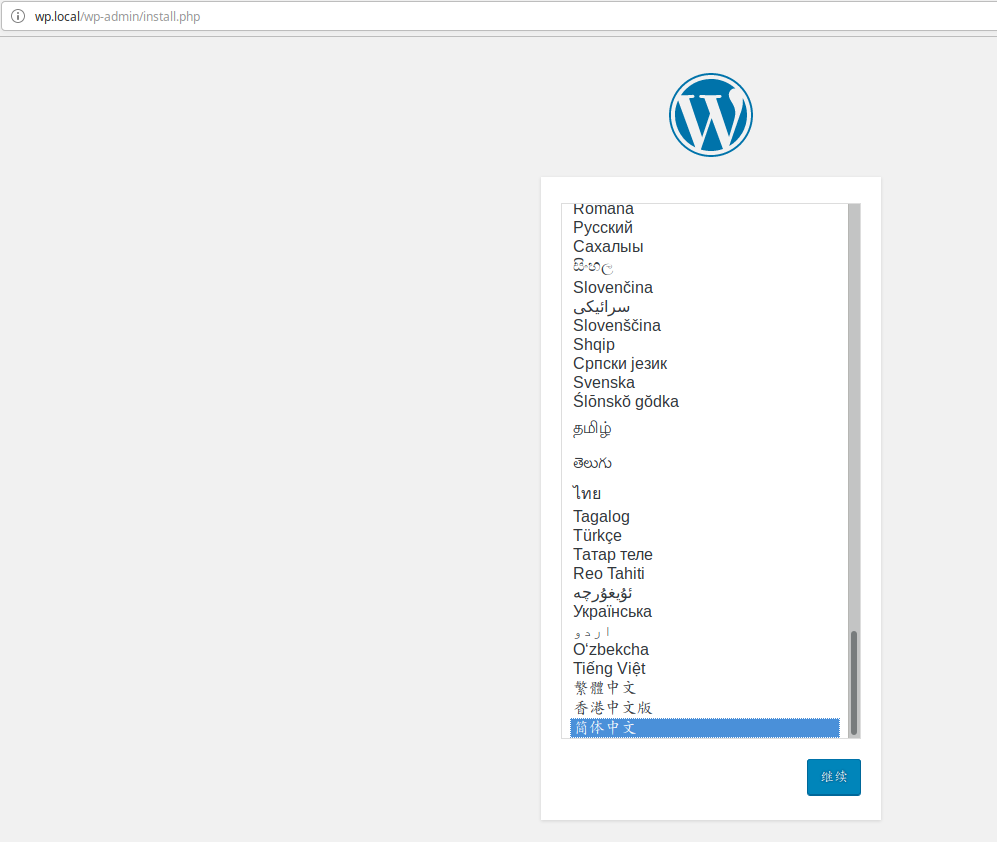 wp.local/wp-admin/install.php
Română
Русский
Сахалыы
සිංහල
Slovenčina
سرائیکی
Slovenščina
Shqip
Српски језик
Svenska
Ślōnskŏ gŏdka
தமிழ்
తెలుగు
ไทย
Tagalog
Türkçe
Татар теле
Reo Tahiti
ئۇيغۇرچە
Українська
اردو
O‘zbekcha
Tiếng Việt
繁體中文
香港中文版
简体中文
继续